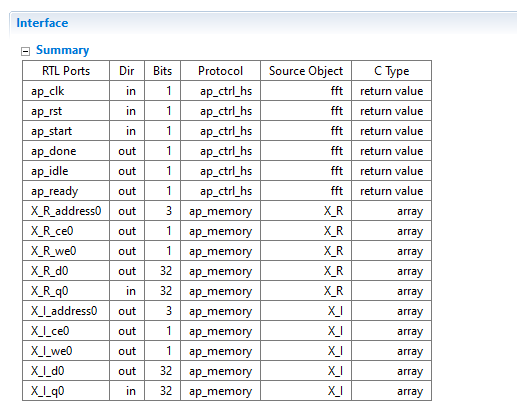 Interface
Summary
RTL Ports Dir Bits Protocol Source Object C Type
ap_clk in 1 ap_ctrl_hs fft return value
ap_rst in 1 ap_ctrl_hs fft return value
ap_start in 1 ap_ctrl_hs fft return value
ap_done out 1 ap_ctrl_hs fft return value
ap_idle out 1 ap_ctrl_hs fft return value
ap_ready out 1 ap_ctrl_hs fft return value
X_R_address0 out 3 ap_memory X_R array
X_R_ce0 out 1 ap_memory X_R array
X_R_we0 out 1 ap_memory X_R array
X_R_d0 out 32 ap_memory X_R array
X_R_q0 in 32 ap_memory X_R array
X_I_address0 out 3 ap_memory X_I array
X_I_ce0 out 1 ap_memory X_I array
X_I_we0 out 1 ap_memory X_I array
X_I_d0 out 32 ap_memory X_I array
X_I_q0 in 32 ap_memory X_I array